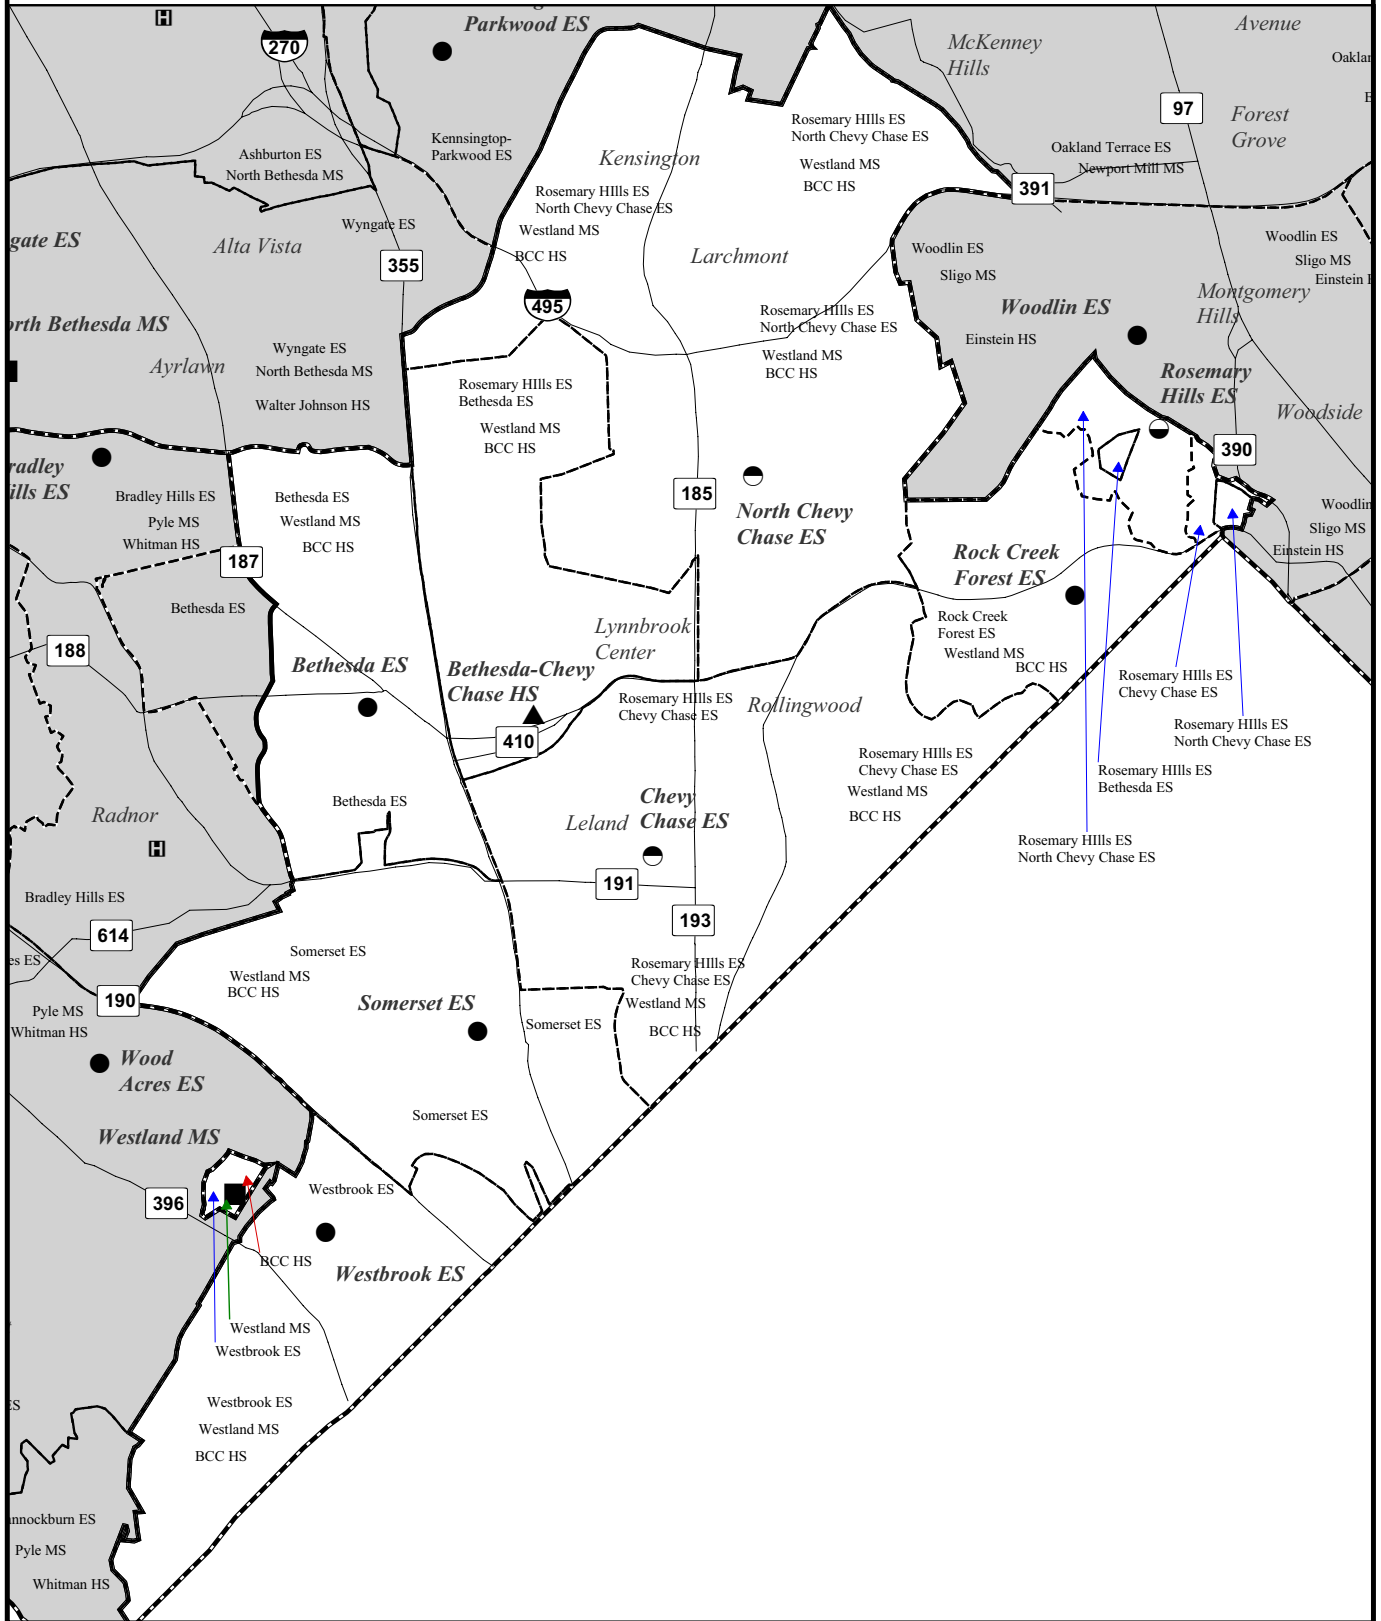 H
Parkwood ES
270
McKenney
Hills
Avenue
97
Forest
Grove
Kennsington-
Parkwood ES
Ashburton ES
North Bethesda MS
Kensington
Rosemary HIlls ES
North Chevy Chase ES
Westland MS
BCC HS
Oakland Terrace ES
Newport Mill MS
391
Rosemary HIlls ES
North Chevy Chase ES
Westland MS
BCC HS
Wyngate ES
Alta Vista
gate ES
355
Larchmont
Woodlin ES
Sligo MS
Woodlin ES
Sligo MS
Montgomery
Hills
495
Woodlin ES
Einstein HS
orth Bethesda MS
Rosemary HIlls ES
North Chevy Chase ES
Westland MS
BCC HS
Ayrlawn
Wyngate ES
North Bethesda MS
Walter Johnson HS
Rosemary HIlls ES
Bethesda ES
Westland MS
BCC HS
Rosemary
Hills ES
Woodside
390
radley
ills ES
Bradley Hills ES
Pyle MS
Whitman HS
Bethesda ES
Westland MS
BCC HS
185
North Chevy
Chase ES
Woodlin
Sligo MS
Einstein HS
187
Rock Creek
Forest ES
Bethesda ES
188
Lynnbrook
Center
Rock Creek
Forest ES
Westland MS
BCC HS
Bethesda ES
Bethesda-Chevy
Chase HS
410
Rosemary HIlls ES
Chevy Chase ES
Rollingwood
Rosemary HIlls ES
Chevy Chase ES
Rosemary HIlls ES
North Chevy Chase ES
Rosemary HIlls ES
Chevy Chase ES
Westland MS
BCC HS
Rosemary HIlls ES
Bethesda ES
Radnor
H
Bethesda ES
Leland
Chevy
Chase ES
Rosemary HIlls ES
North Chevy Chase ES
191
193
Bradley Hills ES
614
es ES
190
Somerset ES
Westland MS
BCC HS
Somerset ES
Rosemary HIlls ES
Chevy Chase ES
Westland MS
BCC HS
Somerset ES
Pyle MS
Whitman HS
Wood
Acres ES
Somerset ES
Westland MS
396
Westbrook ES
BCC HS
Westbrook ES
Westland MS
Westbrook ES
Westbrook ES
Westland MS
BCC HS
ES
annockburn ES
Pyle MS
Whitman HS